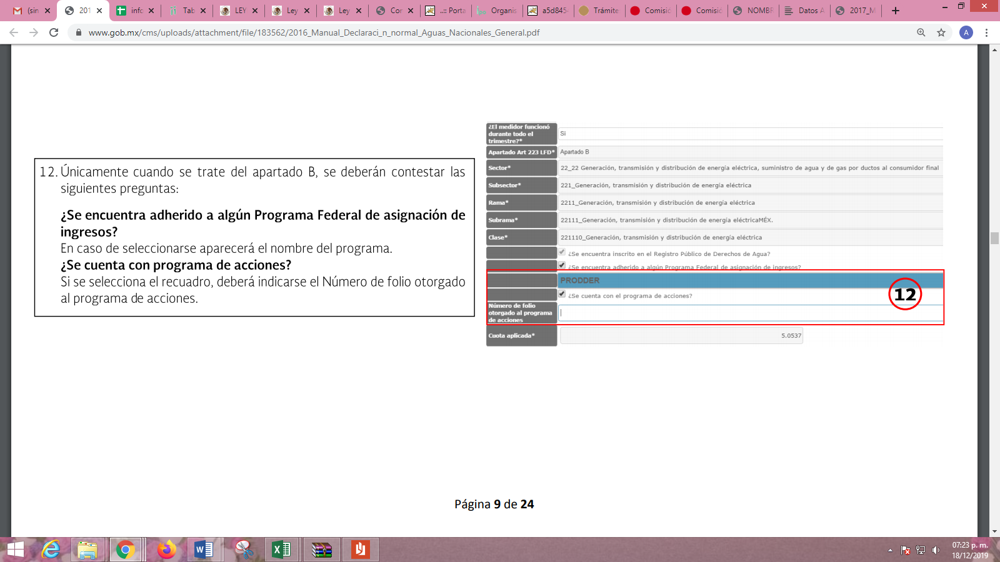 (sin
201
info
Tab
LEY
Ley
Ley
Cor
..:: Porta
Organis
a5d845
Trámite
Comisió
Comisió
NOMBR
Datos A
2017_M
www.gob.mx/cms/uploads/attachment/file/183562/2016_Manual_Declaraci_n_normal_Aguas_Nacionales_General.pdf
A
12. Únicamente cuando se trate del apartado B, se deberán contestar las
siguientes preguntas:
¿Se encuentra adherido a algún Programa Federal de asignación de
ingresos?
En caso de seleccionarse aparecerá el nombre del programa.
¿Se cuenta con programa de acciones?
Si se selecciona el recuadro, deberá indicarse el Número de folio otorgado
al programa de acciones.
¿El medidor funcionó
durante todo el
trimestre?*
Si
Apartado Art 223 LFD*
Apartado B
Sector*
22_22 Generación, transmisión y distribución de energía eléctrica, suministro de agua y de gas por ductos al consumidor final
Subsector*
221_Generación, transmisión y distribución de energía eléctrica
Rama*
2211_Generación, transmisión y distribución de energía eléctrica
Subrama*
22111_Generación, transmisión y distribución de energía eléctricaMÉX.
Clase*
221110_Generación, transmisión y distribución de energía eléctrica
¿Se encuentra inscrito en el Registro Público de Derechos de Agua?
¿Se encuentra adherido a algún Programa Federal de asignación de ingresos?
PRODDER
¿Se cuenta con el programa de acciones?
12
Número de folio
otorgado al programa
de acciones
Cuota aplicada*
5.0537
Página 9 de 24
07:23 p. m.
18/12/2019